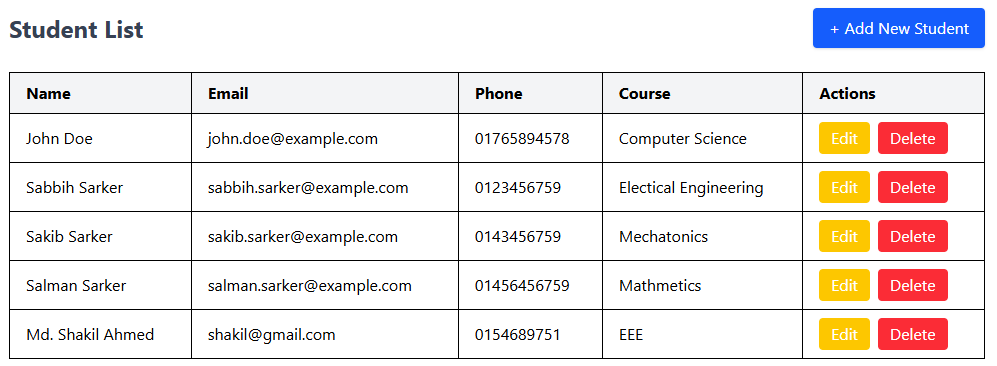 Student List
+ Add New Student
Name Email Phone Course Actions
John Doe john.doe@example.com 01765894578 Computer Science Edit Delete
Sabbih Sarker sabbih.sarker@example.com 0123456759 Electical Engineering Edit Delete
Sakib Sarker sakib.sarker@example.com 0143456759 Mechatonics Edit Delete
Salman Sarker salman.sarker@example.com 01456456759 Mathmetics Edit Delete
Md. Shakil Ahmed shakil@gmail.com 0154689751 EEE Edit Delete